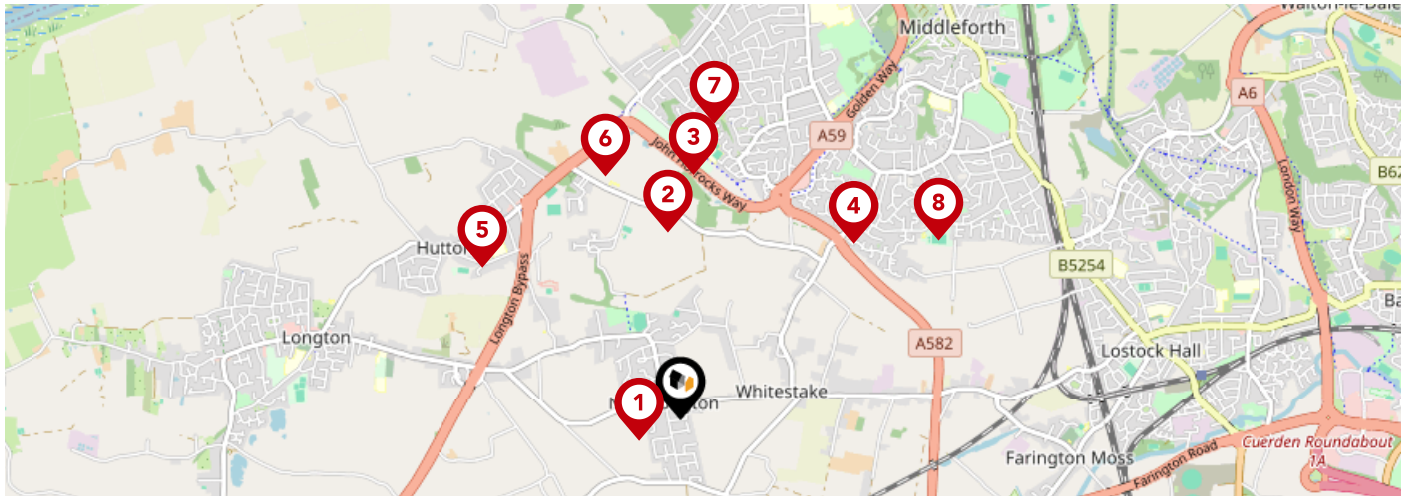 Walton-le-Dale
Middleforth
7
A6
Golden Way
6
3
A59
John Horrocks Way
London Way
B62
2
4
8
5
Hutton
B5254
Longton Bypass
Ba
Longton
A582
Lostock Hall
1
Whitestake
Cuerden Roundabout
1A
Farington Moss
Farington Road